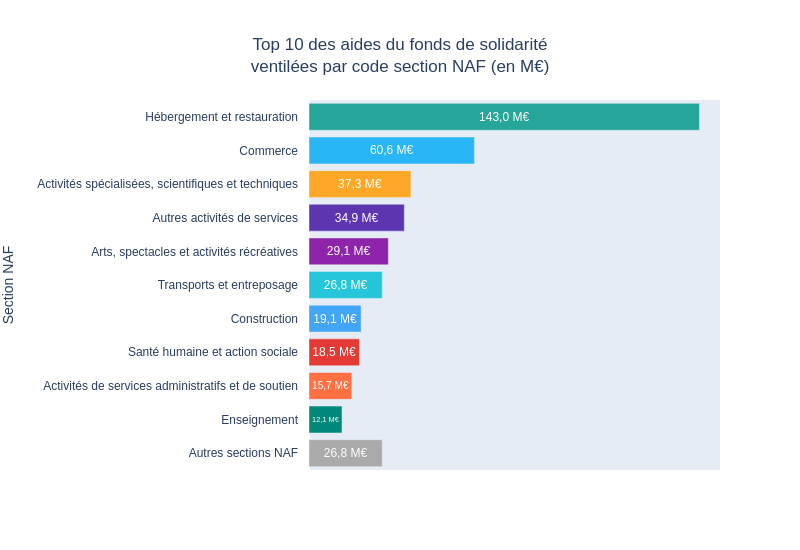 Top 10 des aides du fonds de solidarité
ventilées par code section NAF (en M€)
Section NAF
Hébergement et restauration 143,0 M€
Commerce 60,6 M€
Activités spécialisées, scientifiques et techniques 37,3 M€
Autres activités de services 34,9 M€
Arts, spectacles et activités récréatives 29,1 M€
Transports et entreposage 26,8 M€
Construction 19,1 M€
Santé humaine et action sociale 18,5 M€
Activités de services administratifs et de soutien 15,7 M€
Enseignement 12,1 M€
Autres sections NAF 26,8 M€